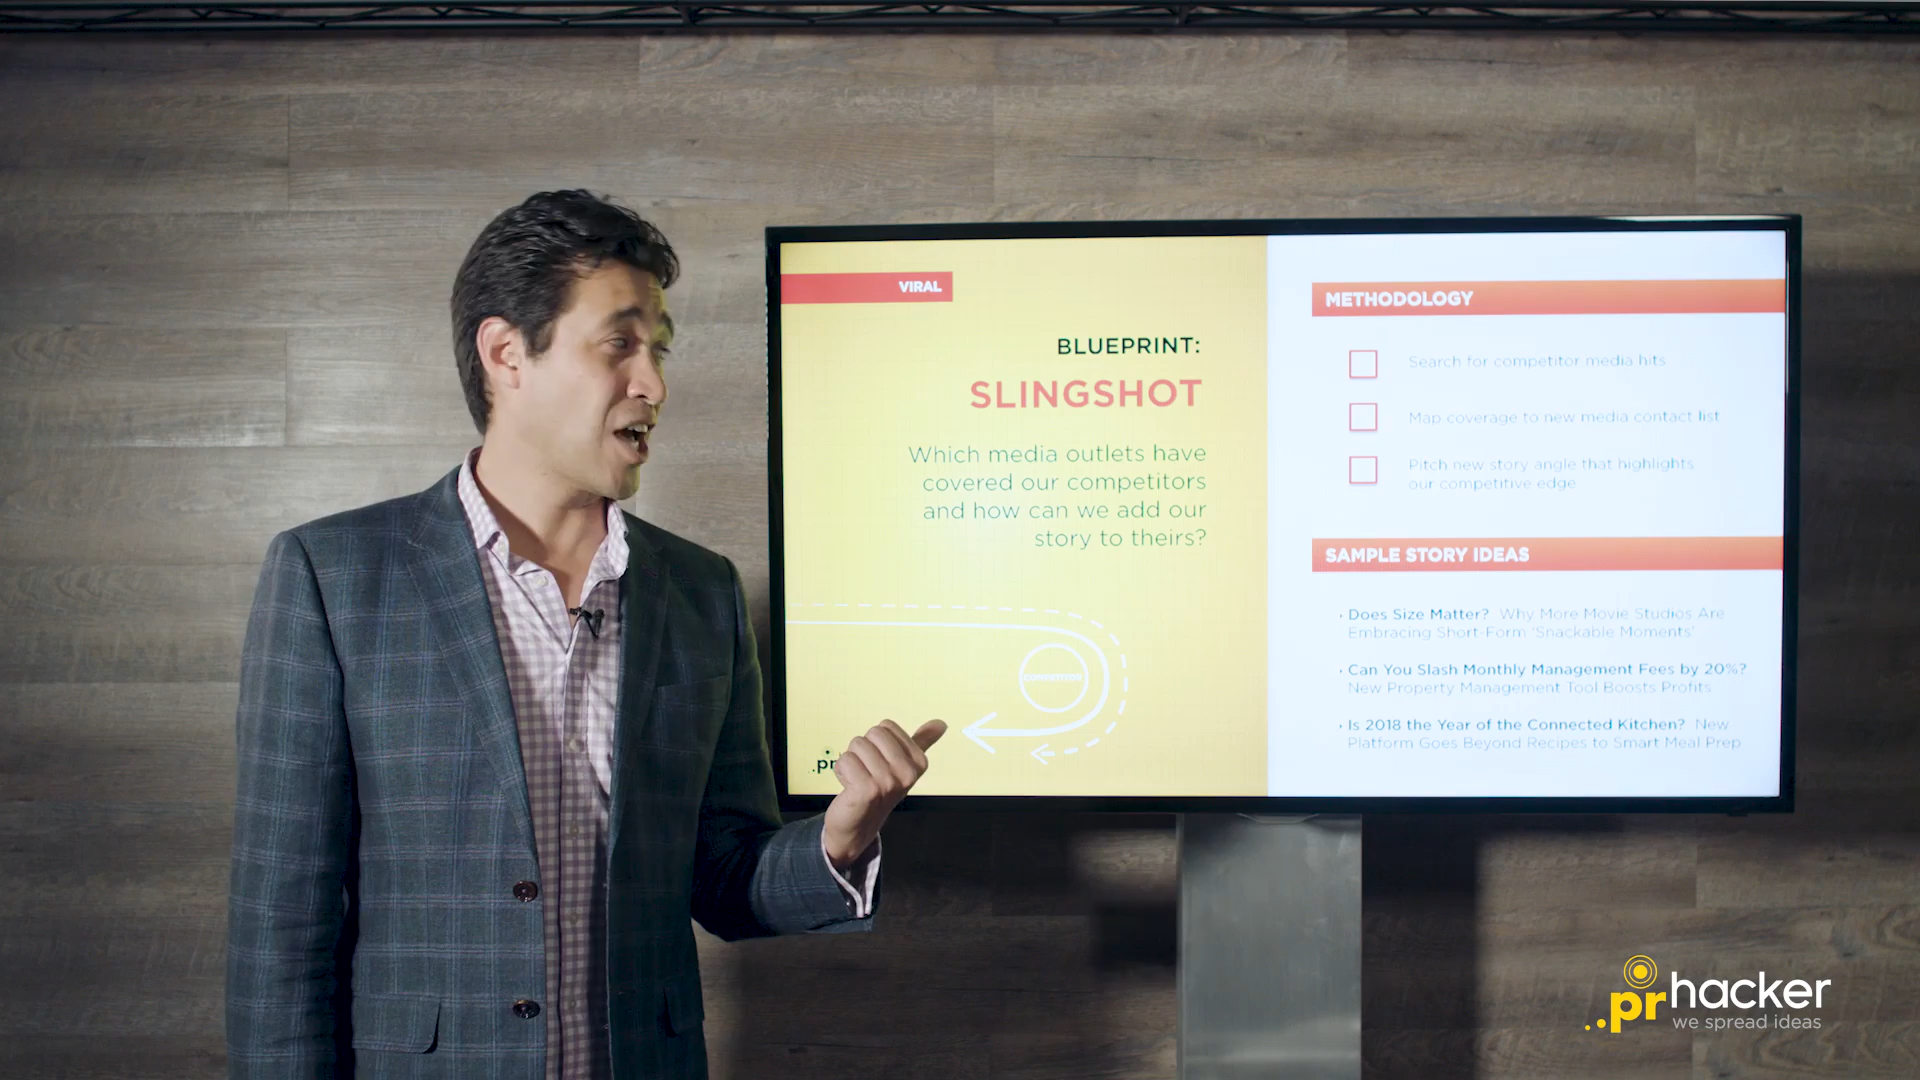 VIRAL
BLUEPRINT:
SLINGSHOT
Which media outlets have
covered our competitors
and how can we add our
story to theirs?
COMPETITOR
..pr
METHODOLOGY
Search for competitor media hits
Map coverage to new media contact list
Pitch new story angle that highlights
our competitive edge
SAMPLE STORY IDEAS
· Does Size Matter? Why More Movie Studios Are
Embracing Short-Form 'Snackable Moments'
· Can You Slash Monthly Management Fees by 20%?
New Property Management Tool Boosts Profits
· Is 2018 the Year of the Connected Kitchen? New
Platform Goes Beyond Recipes to Smart Meal Prep
..prhacker
we spread ideas